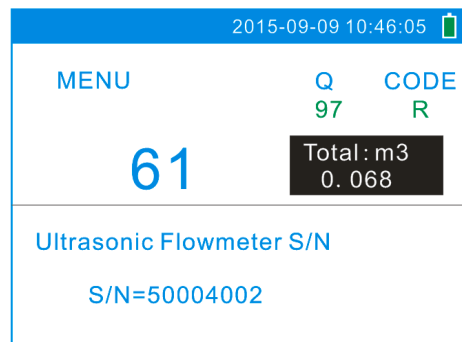 2015-09-09 10:46:05
MENU Q CODE
97 R
61
Total: m3
0. 068
Ultrasonic Flowmeter S/N
S/N=50004002